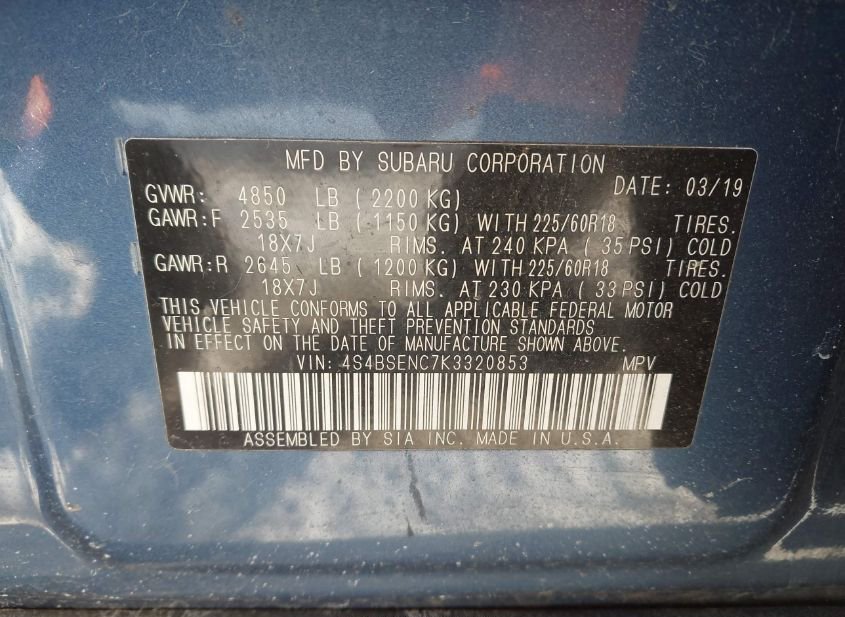 MFD BY SUBARU CORPORATION
DATE: 03/19
GVWR: 4850 LB ( 2200 KG)
GAWR:F 2535 LB ( 1150 KG) WITH 225/60R18 TIRES.
18X7J RIMS. AT 240 KPA ( 35 PSI) COLD
GAWR:R 2645 LB ( 1200 KG) WITH 225/60R18 TIRES.
18X7J RIMS. AT 230 KPA ( 33 PSI) COLD
THIS VEHICLE CONFORMS TO ALL APPLICABLE FEDERAL MOTOR
VEHICLE SAFETY AND THEFT PREVENTION STANDARDS
IN EFFECT ON THE DATE OF MANUFACTURE SHOWN ABOVE.
VIN: 4S4BSENC7K3320853 MPV
ASSEMBLED BY SIA INC. MADE IN U.S.A.